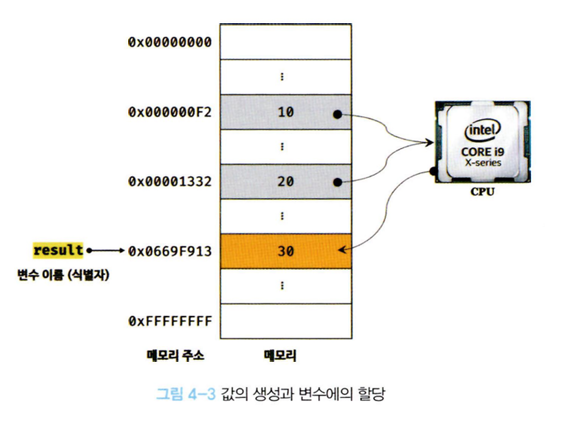 0x00000000
⋮
0x000000F2 10
⋮
0x00001332 20
⋮
result 0x0669F913 30
변수 이름 (식별자)
⋮
0xFFFFFFFF
메모리 주소 메모리
intel
CORE i9
X-series
CPU
그림 4-3 값의 생성과 변수에의 할당